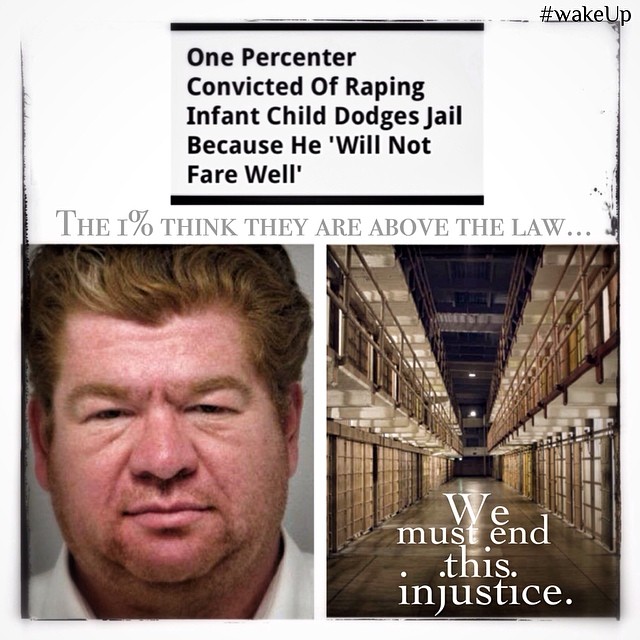 #wakeUp
One Percenter
Convicted Of Raping
Infant Child Dodges Jail
Because He 'Will Not
Fare Well'
The 1% think they are above the law...
We
must end
. .this.
injustice.